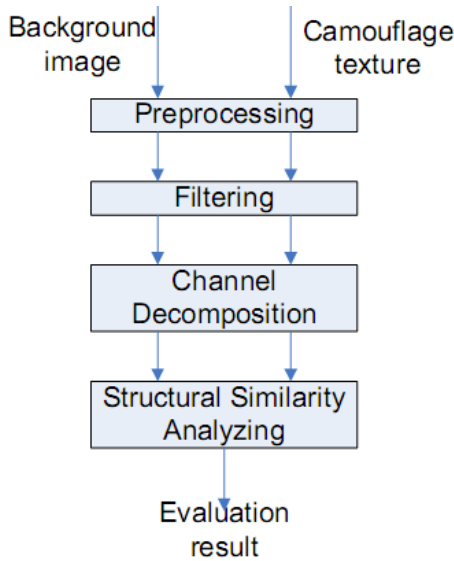 Background
image
Camouflage
texture
Preprocessing
Filtering
Channel
Decomposition
Structural Similarity
Analyzing
Evaluation
result